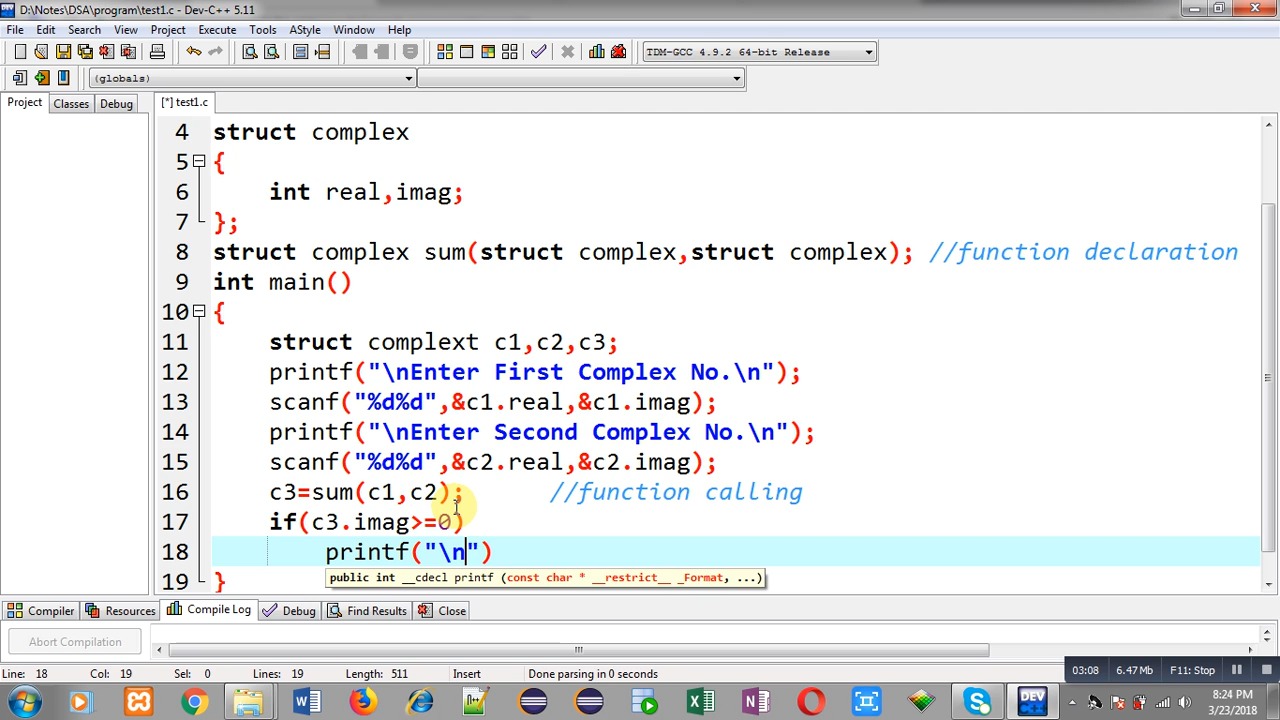 D:\Notes\DSA\program\test1.c - Dev-C++ 5.11
File Edit Search View Project Execute Tools AStyle Window Help
TDM-GCC 4.9.2 64-bit Release
(globals)
Project Classes Debug [*] test1.c
4 struct complex
5 {
6 int real,imag;
7 };
8 struct complex sum(struct complex,struct complex); //function declaration
9 int main()
10 {
11 struct complext c1,c2,c3;
12 printf("\nEnter First Complex No.\n");
13 scanf("%d%d",&c1.real,&c1.imag);
14 printf("\nEnter Second Complex No.\n");
15 scanf("%d%d",&c2.real,&c2.imag);
16 c3=sum(c1,c2); //function calling
17 if(c3.imag>=0)
18 printf("\n")
public int __cdecl printf (const char * __restrict__ _Format, ...)
19 }
Compiler Resources Compile Log Debug Find Results Close
Abort Compilation
Line: 18 Col: 19 Sel: 0 Lines: 19 Length: 511 Insert Done parsing in 0 seconds
03:08 6.47Mb F11: Stop
DEV
8:24 PM
3/23/2018